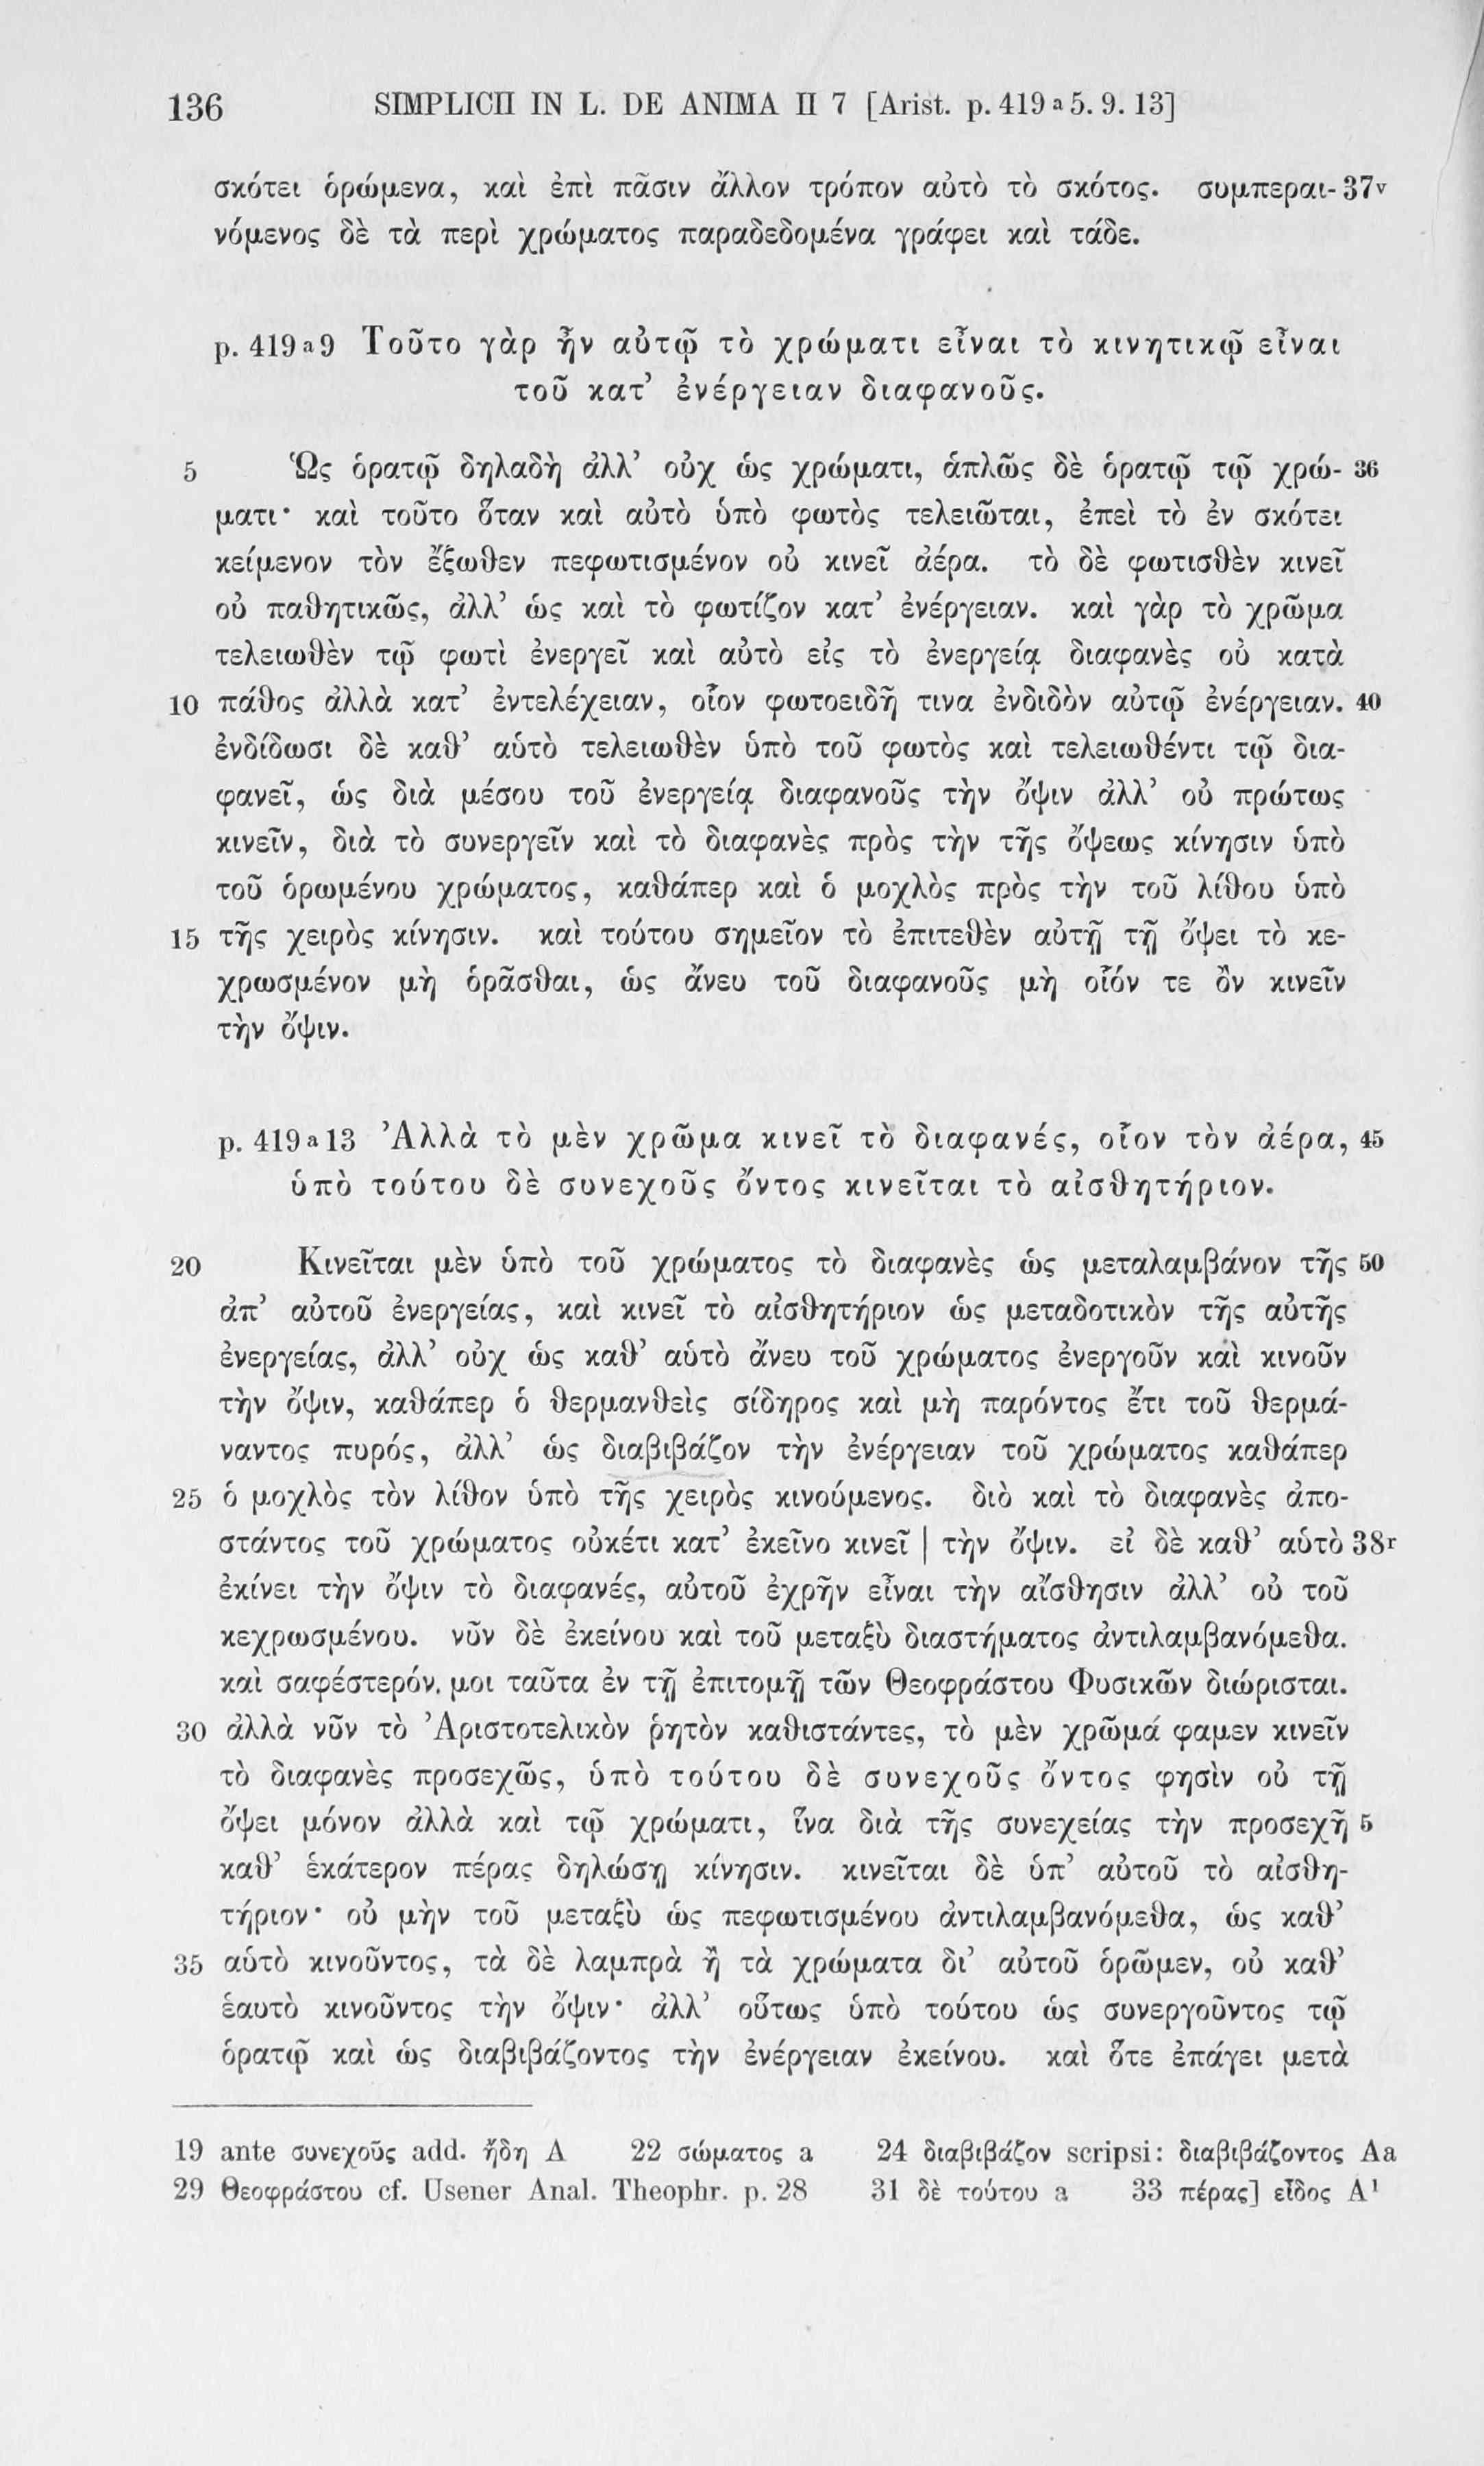 136 SIMPLICII IN L. DE ANIMA II 7 [Arist. p. 419 a 5. 9. 13]
σκότει ὁρώμενα, καὶ ἐπὶ πᾶσιν ἄλλον τρόπον αὐτὸ τὸ σκότος. συμπεραι- 37v
νόμενος δὲ τὰ περὶ χρώματος παραδεδομένα γράφει καὶ τάδε.
p. 419 a 9 Τοῦτο γὰρ ἦν αὐτῷ τὸ χρώματι εἶναι τὸ κινητικῷ εἶναι
τοῦ κατ’ ἐνέργειαν διαφανοῦς.
5 Ὡς ὁρατῷ δηλαδὴ ἀλλ’ οὐχ ὡς χρώματι, ἁπλῶς δὲ ὁρατῷ τῷ χρώ- 36
ματι· καὶ τοῦτο ὅταν καὶ αὐτὸ ὑπὸ φωτὸς τελειῶται, ἐπεὶ τὸ ἐν σκότει
κείμενον τὸν ἔξωθεν πεφωτισμένον οὐ κινεῖ ἀέρα. τὸ δὲ φωτισθὲν κινεῖ
οὐ παθητικῶς, ἀλλ’ ὡς καὶ τὸ φωτίζον κατ’ ἐνέργειαν. καὶ γὰρ τὸ χρῶμα
τελειωθὲν τῷ φωτὶ ἐνεργεῖ καὶ αὐτὸ εἰς τὸ ἐνεργείᾳ διαφανὲς οὐ κατὰ
10 πάθος ἀλλὰ κατ’ ἐντελέχειαν, οἷον φωτοειδῆ τινα ἐνδιδὸν αὐτῷ ἐνέργειαν. 40
ἐνδίδωσι δὲ καθ’ αὑτὸ τελειωθὲν ὑπὸ τοῦ φωτὸς καὶ τελειωθέντι τῷ δια-
φανεῖ, ὡς διὰ μέσου τοῦ ἐνεργείᾳ διαφανοῦς τὴν ὄψιν ἀλλ’ οὐ πρώτως
κινεῖν, διὰ τὸ συνεργεῖν καὶ τὸ διαφανὲς πρὸς τὴν τῆς ὄψεως κίνησιν ὑπὸ
τοῦ ὁρωμένου χρώματος, καθάπερ καὶ ὁ μοχλὸς πρὸς τὴν τοῦ λίθου ὑπὸ
15 τῆς χειρὸς κίνησιν. καὶ τούτου σημεῖον τὸ ἐπιτεθὲν αὐτῇ τῇ ὄψει τὸ κε-
χρωσμένον μὴ ὁρᾶσθαι, ὡς ἄνευ τοῦ διαφανοῦς μὴ οἷόν τε ὂν κινεῖν
τὴν ὄψιν.
p. 419 a 13 Ἀλλὰ τὸ μὲν χρῶμα κινεῖ τὸ διαφανές, οἷον τὸν ἀέρα, 45
ὑπὸ τούτου δὲ συνεχοῦς ὄντος κινεῖται τὸ αἰσθητήριον.
20 Κινεῖται μὲν ὑπὸ τοῦ χρώματος τὸ διαφανὲς ὡς μεταλαμβάνον τῆς 50
ἀπ’ αὐτοῦ ἐνεργείας, καὶ κινεῖ τὸ αἰσθητήριον ὡς μεταδοτικὸν τῆς αὐτῆς
ἐνεργείας, ἀλλ’ οὐχ ὡς καθ’ αὑτὸ ἄνευ τοῦ χρώματος ἐνεργοῦν καὶ κινοῦν
τὴν ὄψιν, καθάπερ ὁ θερμανθεὶς σίδηρος καὶ μὴ παρόντος ἔτι τοῦ θερμά-
ναντος πυρός, ἀλλ’ ὡς διαβιβάζον τὴν ἐνέργειαν τοῦ χρώματος καθάπερ
25 ὁ μοχλὸς τὸν λίθον ὑπὸ τῆς χειρὸς κινούμενος. διὸ καὶ τὸ διαφανὲς ἀπο-
στάντος τοῦ χρώματος οὐκέτι κατ’ ἐκεῖνο κινεῖ | τὴν ὄψιν. εἰ δὲ καθ’ αὑτὸ 38r
ἐκίνει τὴν ὄψιν τὸ διαφανές, αὐτοῦ ἐχρῆν εἶναι τὴν αἴσθησιν ἀλλ’ οὐ τοῦ
κεχρωσμένου. νῦν δὲ ἐκείνου καὶ τοῦ μεταξὺ διαστήματος ἀντιλαμβανόμεθα.
καὶ σαφέστερόν μοι ταῦτα ἐν τῇ ἐπιτομῇ τῶν Θεοφράστου Φυσικῶν διώρισται.
30 ἀλλὰ νῦν τὸ Ἀριστοτελικὸν ῥητὸν καθιστάντες, τὸ μὲν χρῶμά φαμεν κινεῖν
τὸ διαφανὲς προσεχῶς, ὑπὸ τούτου δὲ συνεχοῦς ὄντος φησὶν οὐ τῇ
ὄψει μόνον ἀλλὰ καὶ τῷ χρώματι, ἵνα διὰ τῆς συνεχείας τὴν προσεχῆ 5
καθ’ ἑκάτερον πέρας δηλώσῃ κίνησιν. κινεῖται δὲ ὑπ’ αὐτοῦ τὸ αἰσθη-
τήριον· οὐ μὴν τοῦ μεταξὺ ὡς πεφωτισμένου ἀντιλαμβανόμεθα, ὡς καθ’
35 αὑτὸ κινοῦντος, τὰ δὲ λαμπρὰ ἢ τὰ χρώματα δι’ αὐτοῦ ὁρῶμεν, οὐ καθ’
ἑαυτὸ κινοῦντος τὴν ὄψιν· ἀλλ’ οὕτως ὑπὸ τούτου ὡς συνεργοῦντος τῷ
ὁρατῷ καὶ ὡς διαβιβάζοντος τὴν ἐνέργειαν ἐκείνου. καὶ ὅτε ἐπάγει μετὰ
19 ante συνεχοῦς add. ἤδη A 22 σώματος a 24 διαβιβάζον scripsi: διαβιβάζοντος Aa
29 Θεοφράστου cf. Usener Anal. Theophr. p. 28 31 δὲ τούτου a 33 πέρας] εἶδος A¹